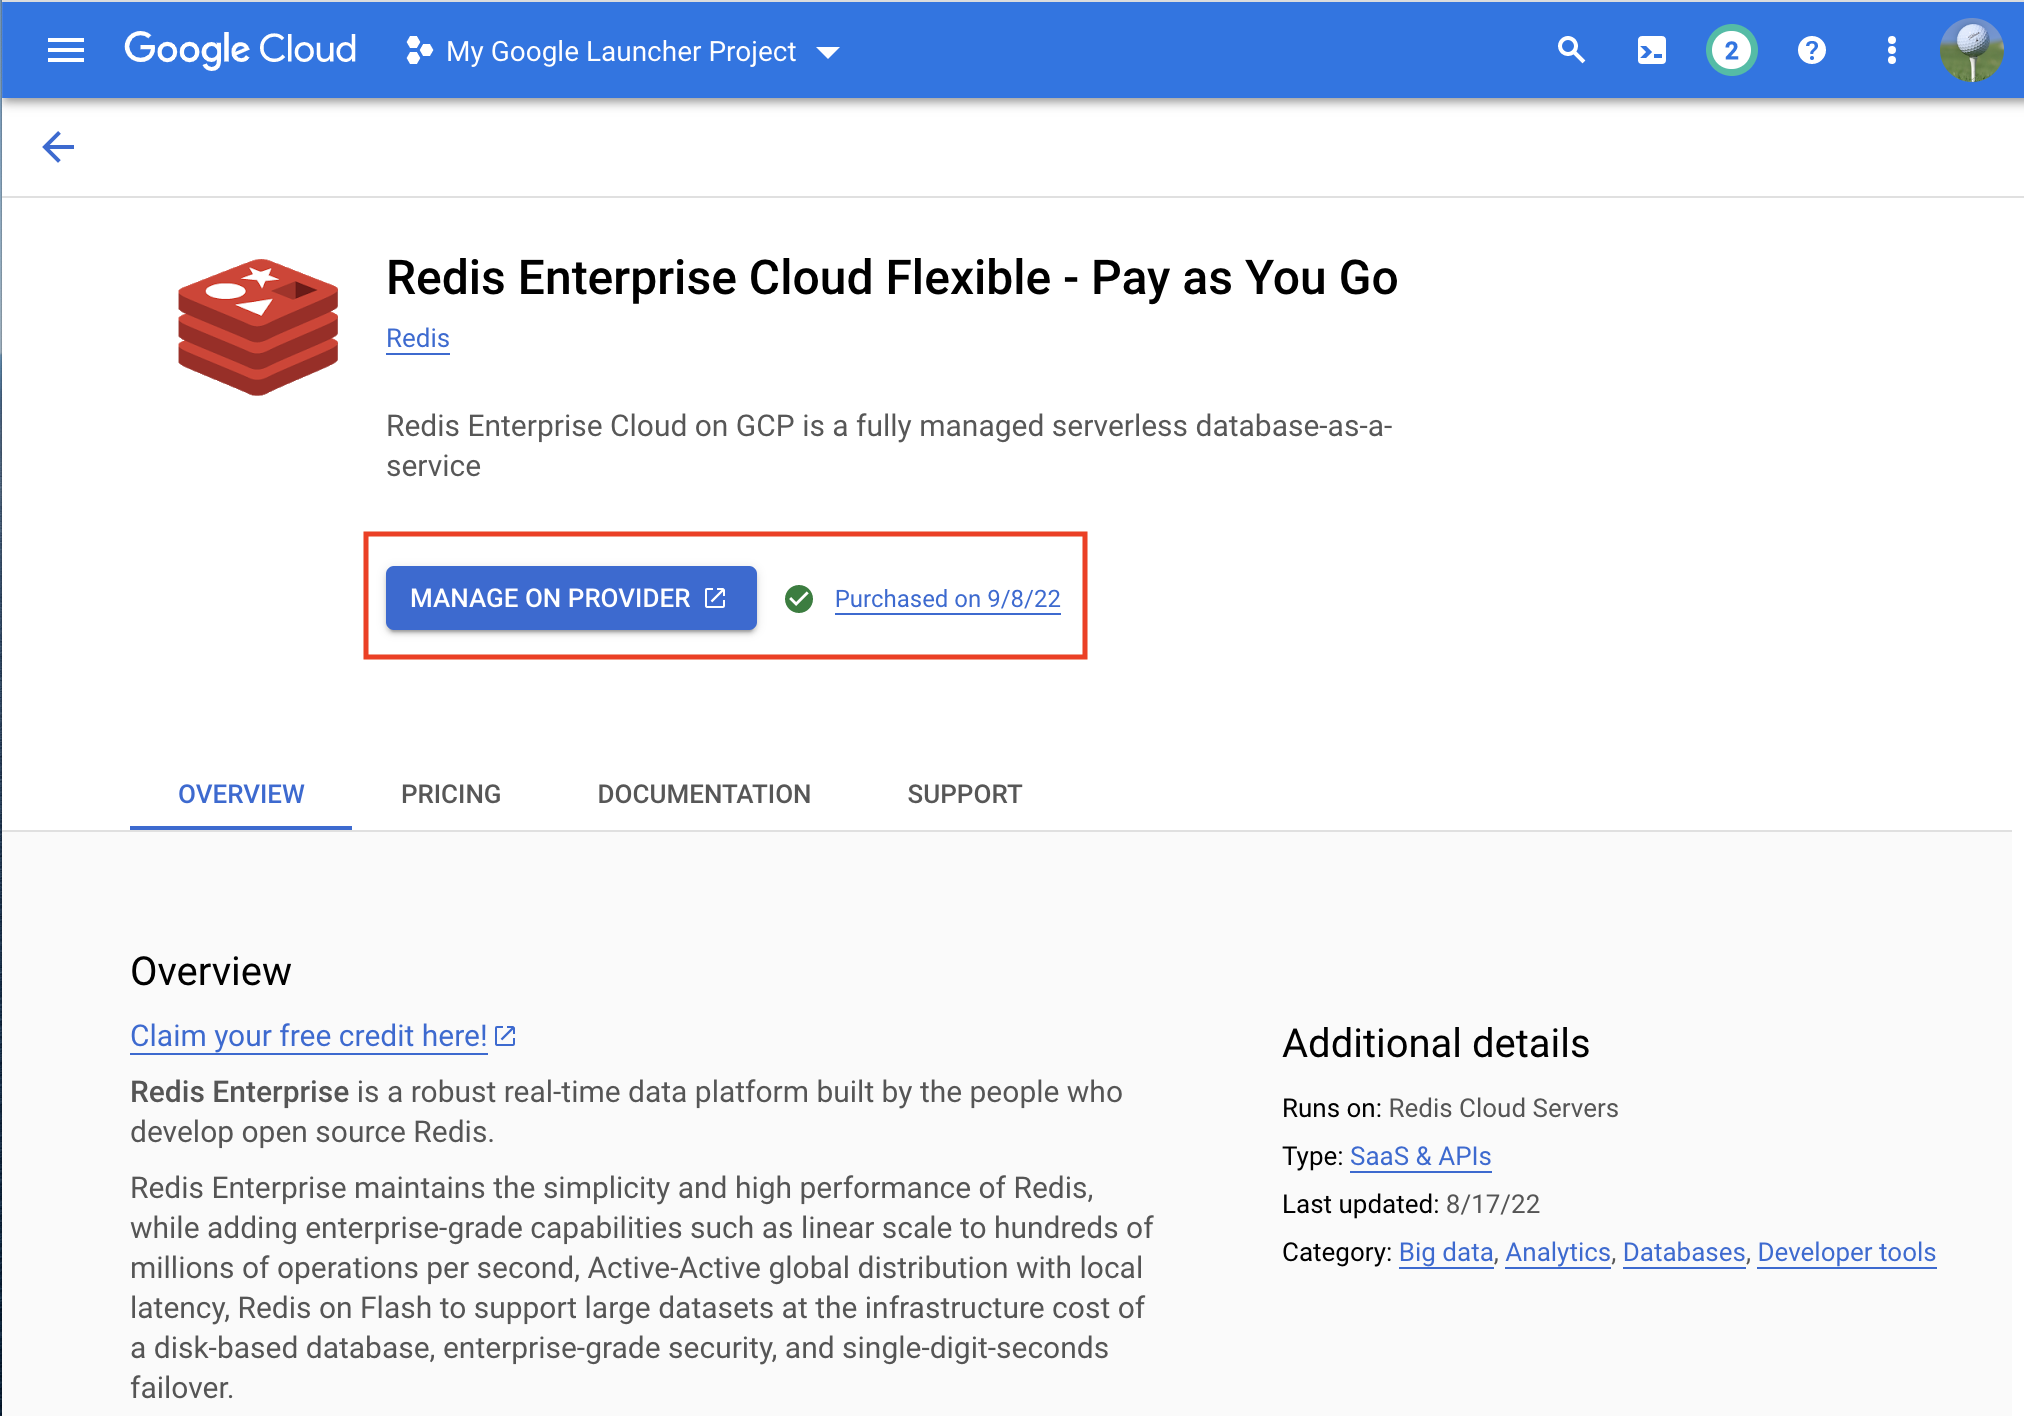 Google Cloud
My Google Launcher Project
2
?
Redis Enterprise Cloud Flexible - Pay as You Go
Redis
Redis Enterprise Cloud on GCP is a fully managed serverless database-as-a-
service
MANAGE ON PROVIDER
Purchased on 9/8/22
OVERVIEW PRICING DOCUMENTATION SUPPORT
Overview
Claim your free credit here!
Redis Enterprise is a robust real-time data platform built by the people who
develop open source Redis.
Redis Enterprise maintains the simplicity and high performance of Redis,
while adding enterprise-grade capabilities such as linear scale to hundreds of
millions of operations per second, Active-Active global distribution with local
latency, Redis on Flash to support large datasets at the infrastructure cost of
a disk-based database, enterprise-grade security, and single-digit-seconds
failover.
Additional details
Runs on: Redis Cloud Servers
Type: SaaS & APIs
Last updated: 8/17/22
Category: Big data, Analytics, Databases, Developer tools